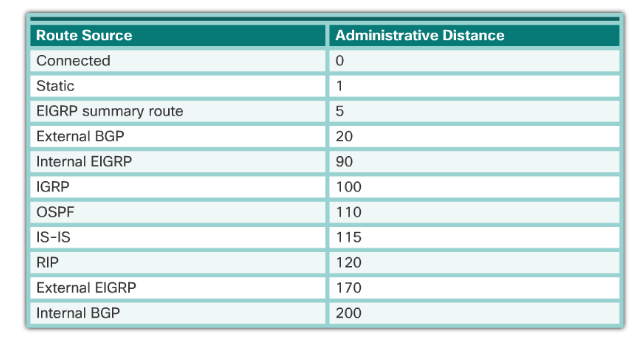 Route Source Administrative Distance
Connected 0
Static 1
EIGRP summary route 5
External BGP 20
Internal EIGRP 90
IGRP 100
OSPF 110
IS-IS 115
RIP 120
External EIGRP 170
Internal BGP 200